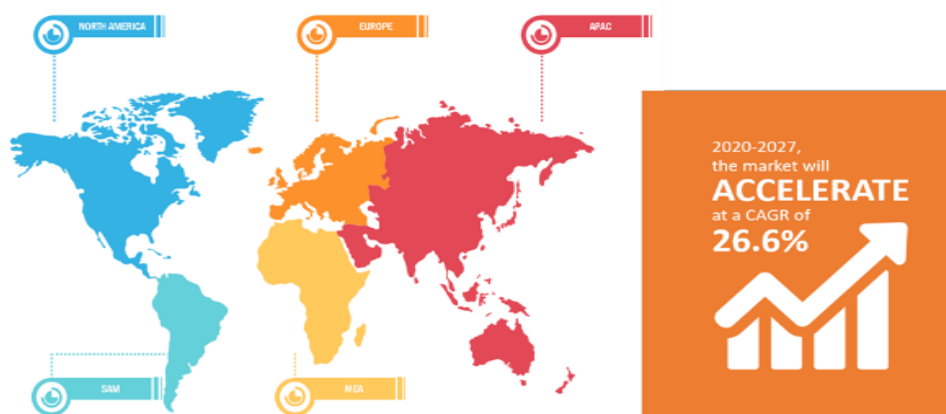 NORTH AMERICA
EUROPE
APAC
2020-2027,
the market will
ACCELERATE
at a CAGR of
26.6%
SAM
MEA